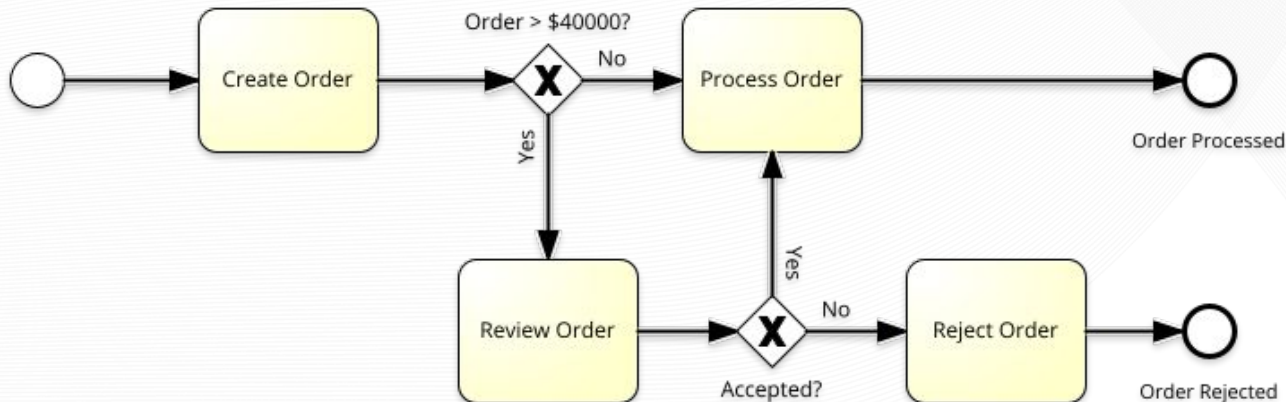 Order > $40000?
Create Order
No
Process Order
Order Processed
Yes
Review Order
Yes
No
Reject Order
Accepted?
Order Rejected